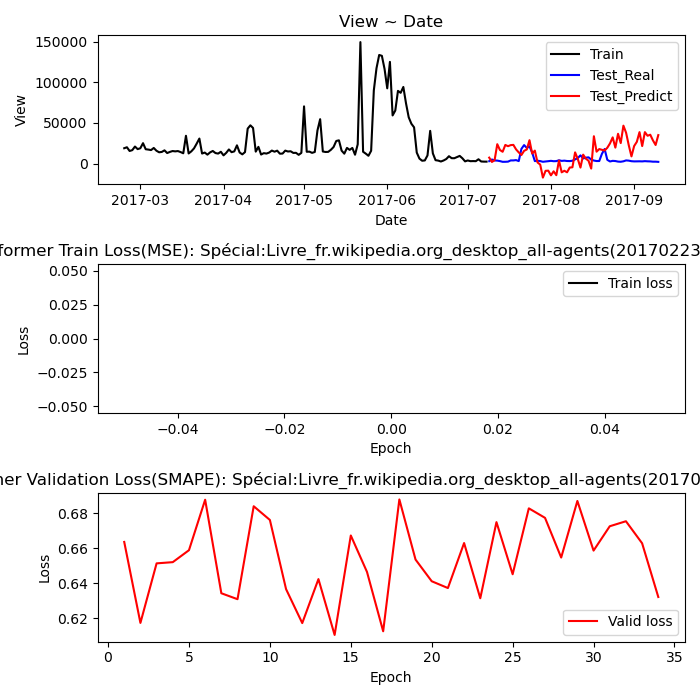 View ~ Date
150000
100000
50000
0
View
Train
Test_Real
Test_Predict
2017-03 2017-04 2017-05 2017-06 2017-07 2017-08 2017-09
Date
former Train Loss(MSE): Spécial:Livre_fr.wikipedia.org_desktop_all-agents(20170223
0.050
0.025
0.000
−0.025
−0.050
Loss
Train loss
−0.04 −0.02 0.00 0.02 0.04
Epoch
ner Validation Loss(SMAPE): Spécial:Livre_fr.wikipedia.org_desktop_all-agents(20170
0.68
0.66
0.64
0.62
Loss
Valid loss
0 5 10 15 20 25 30 35
Epoch